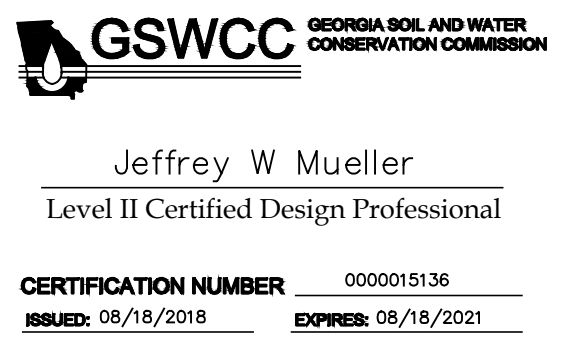 GSWCC
GEORGIA SOIL AND WATER
CONSERVATION COMMISSION
Jeffrey W Mueller
Level II Certified Design Professional
CERTIFICATION NUMBER 0000015136
ISSUED: 08/18/2018 EXPIRES: 08/18/2021